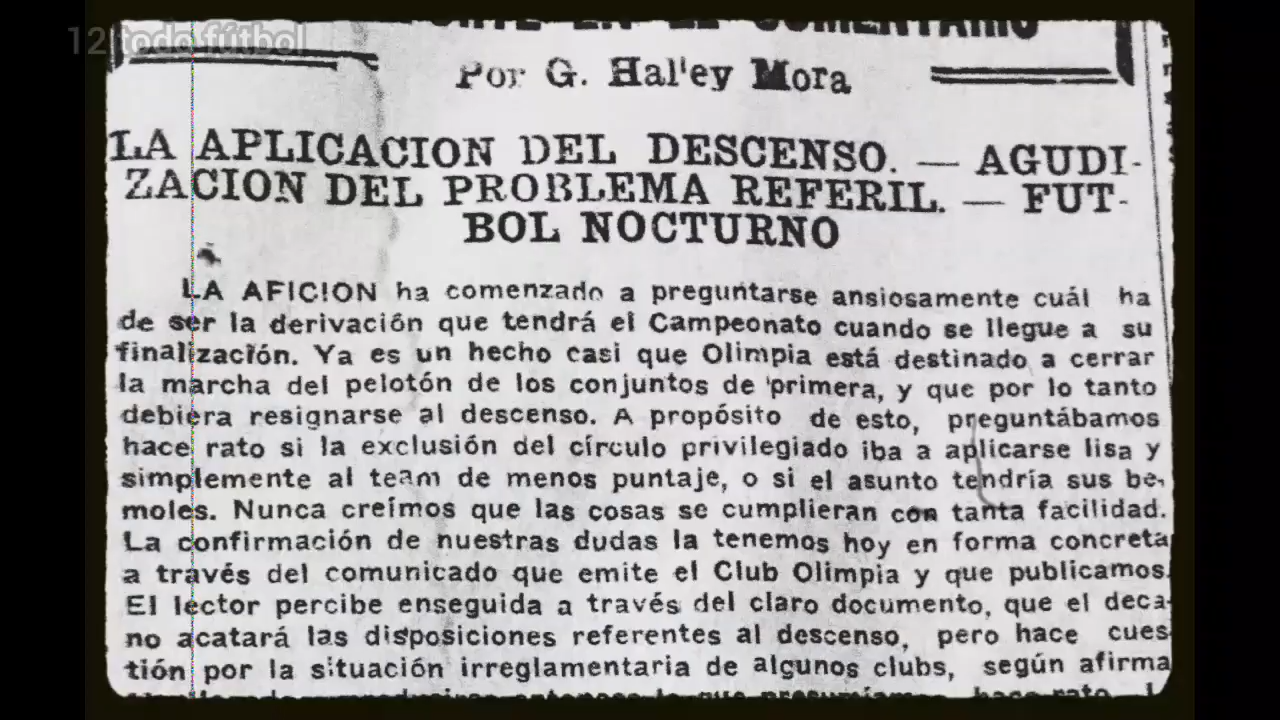 12|todo fútbol|
EN EL COMENTARIO
Por G. Halley Mora
LA APLICACION DEL DESCENSO. — AGUDI-
ZACION DEL PROBLEMA REFERIL. — FUT-
BOL NOCTURNO
LA AFICION ha comenzado a preguntarse ansiosamente cuál ha
de ser la derivación que tendrá el Campeonato cuando se llegue a su
finalización. Ya es un hecho casi que Olimpia está destinado a cerrar
la marcha del pelotón de los conjuntos de primera, y que por lo tanto
debiera resignarse al descenso. A propósito de esto, preguntábamos
hace rato si la exclusión del círculo privilegiado iba a aplicarse lisa y
simplemente al team de menos puntaje, o si el asunto tendría sus be-
moles. Nunca creímos que las cosas se cumplieran con tanta facilidad.
La confirmación de nuestras dudas la tenemos hoy en forma concreta
a través del comunicado que emite el Club Olimpia y que publicamos.
El lector percibe enseguida a través del claro documento, que el deca-
no acatará las disposiciones referentes al descenso, pero hace cues-
tión por la situación irreglamentaria de algunos clubs, según afirma
hace rato.